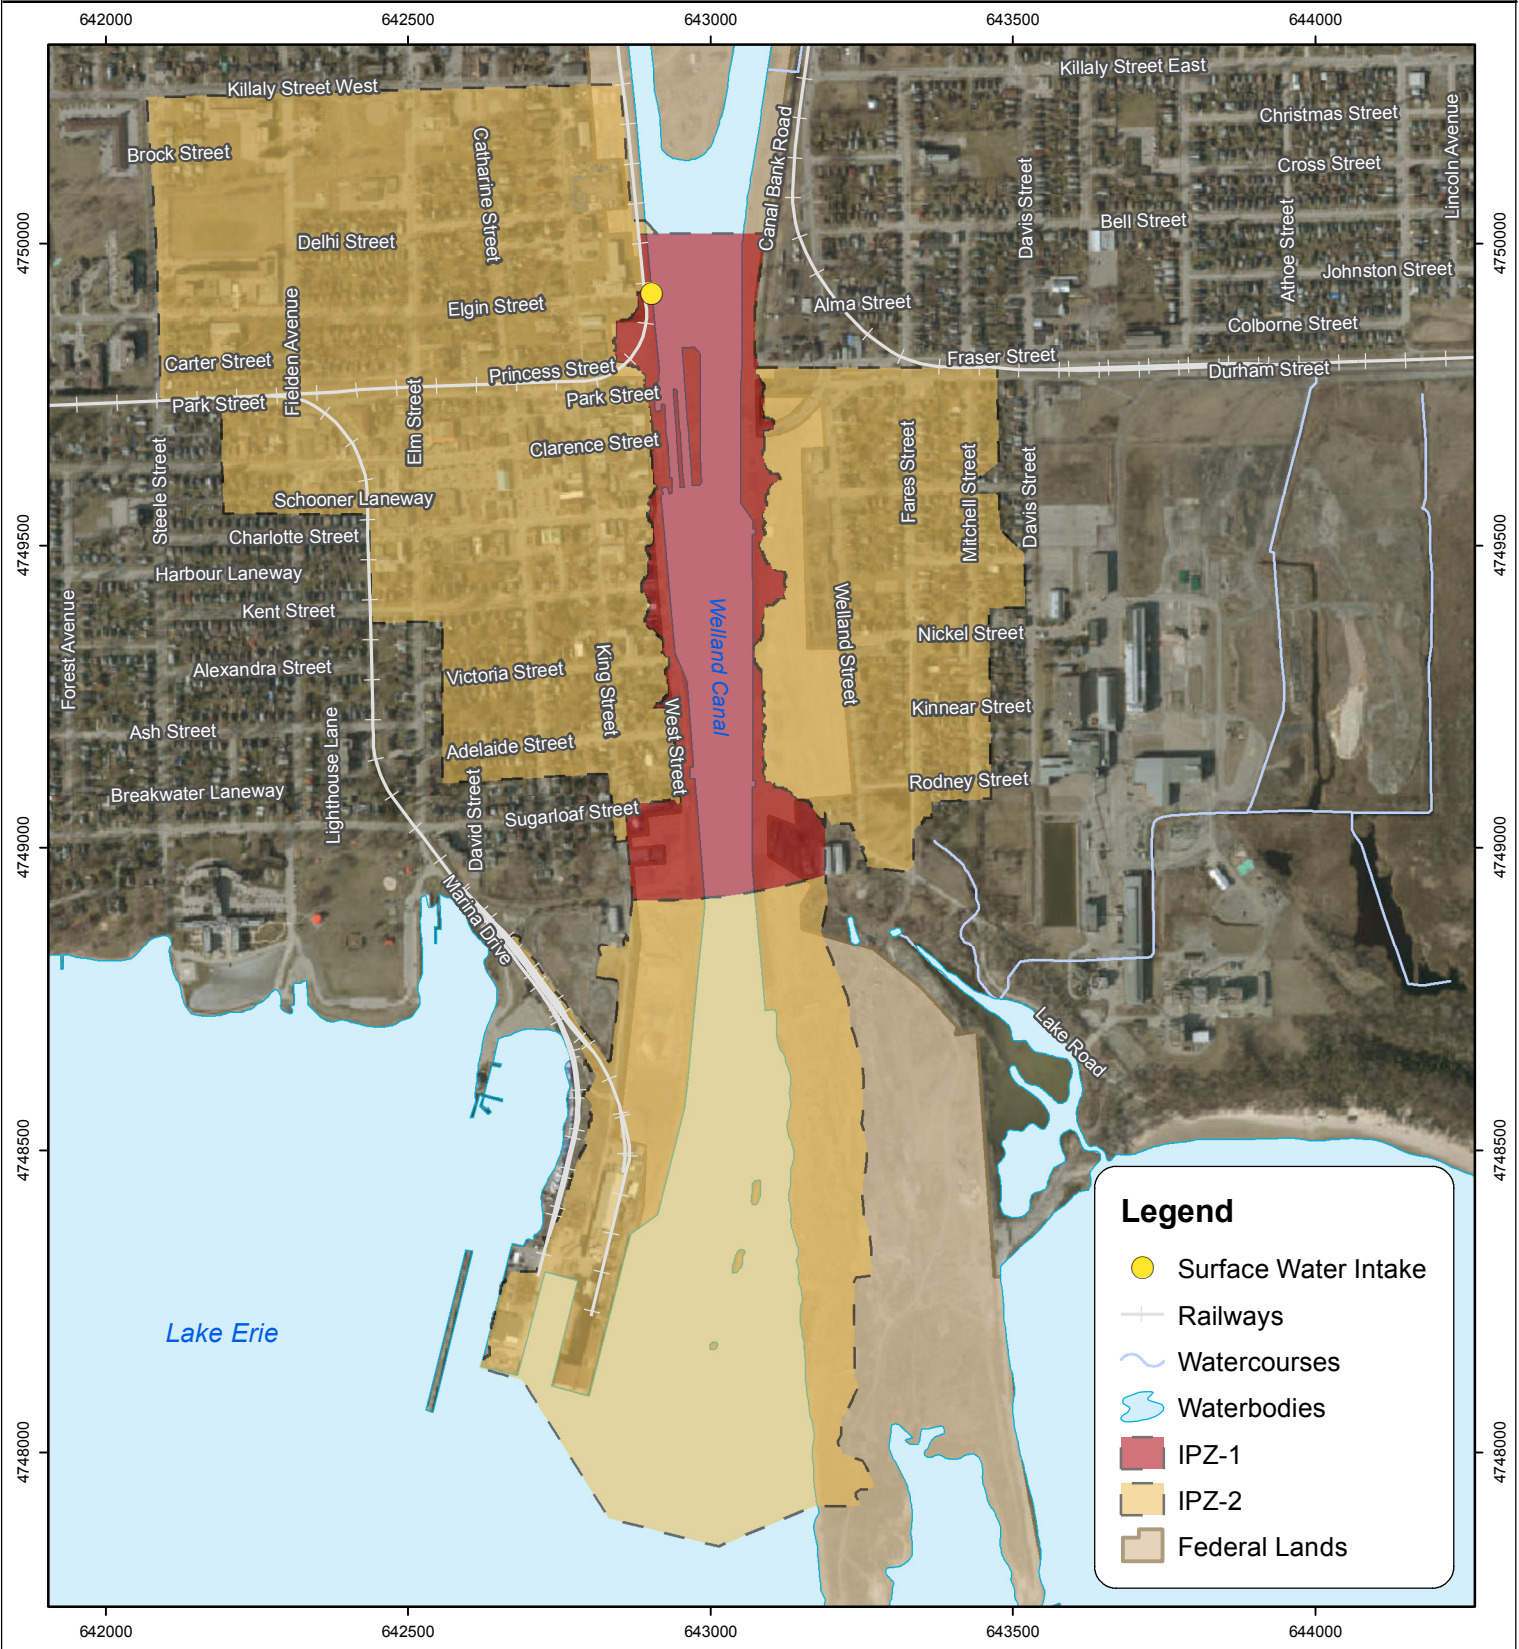 642000
642500
643000
643500
644000
Killaly Street West
Killaly Street East
Christmas Street
Lincoln Avenue
Brock Street
Catharine Street
Canal Bank Road
Davis Street
Cross Street
Bell Street
Athoe Street
Delhi Street
4750000
4750000
Johnston Street
Elgin Street
Alma Street
Colborne Street
Fielden Avenue
Carter Street
Princess Street
Fraser Street
Durham Street
Park Street
Park Street
Elm Street
Clarence Street
Steele Street
Fares Street
Mitchell Street
Davis Street
Schooner Laneway
Charlotte Street
4749500
4749500
Harbour Laneway
Kent Street
Forest Avenue
Welland Canal
Welland Street
Nickel Street
Alexandra Street
Victoria Street
King Street
West Street
Kinnear Street
Ash Street
Lighthouse Lane
Adelaide Street
Rodney Street
Breakwater Laneway
David Street
Sugarloaf Street
4749000
4749000
Marina Drive
Lake Road
4748500
4748500
Lake Erie
4748000
4748000
Legend
Surface Water Intake
Railways
Watercourses
Waterbodies
IPZ-1
IPZ-2
Federal Lands
642000
642500
643000
643500
644000